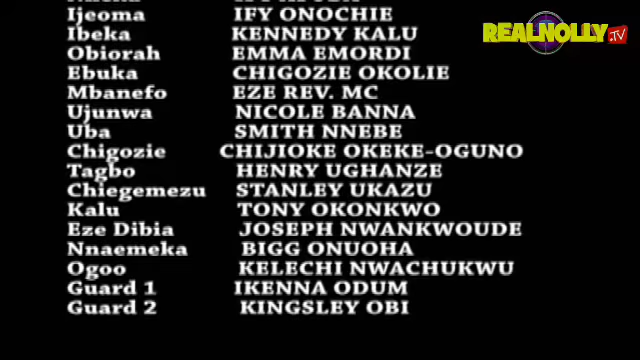 REALNOLLY.TV
Ijeoma IFY ONOCHIE
Ibeka KENNEDY KALU
Obiorah EMMA EMORDI
Ebuka CHIGOZIE OKOLIE
Mbanefo EZE REV. MC
Ujunwa NICOLE BANNA
Uba SMITH NNEBE
Chigozie CHIJIOKE OKEKE-OGUNO
Tagbo HENRY UGHANZE
Chiegemezu STANLEY UKAZU
Kalu TONY OKONKWO
Eze Dibia JOSEPH NWANKWOUDE
Nnaemeka BIGG ONUOHA
Ogoo KELECHI NWACHUKWU
Guard 1 IKENNA ODUM
Guard 2 KINGSLEY OBI